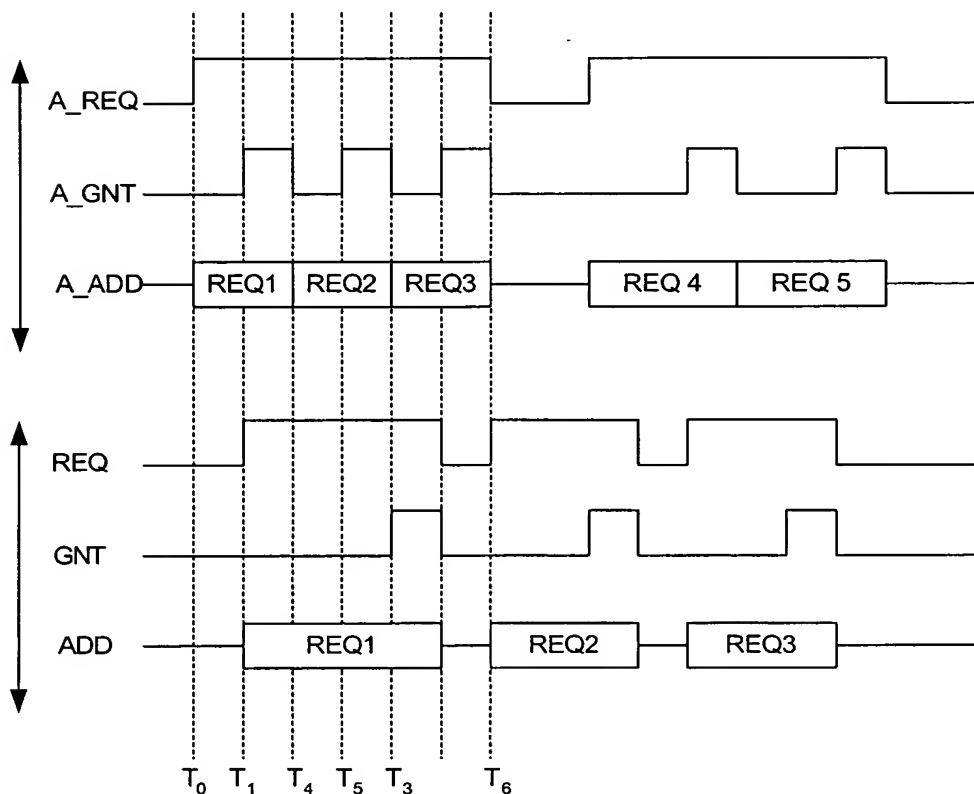 A_REQ
A_GNT
A_ADD REQ1 REQ2 REQ3 REQ 4 REQ 5
REQ
GNT
ADD REQ1 REQ2 REQ3
T0 T1 T4 T5 T3 T6